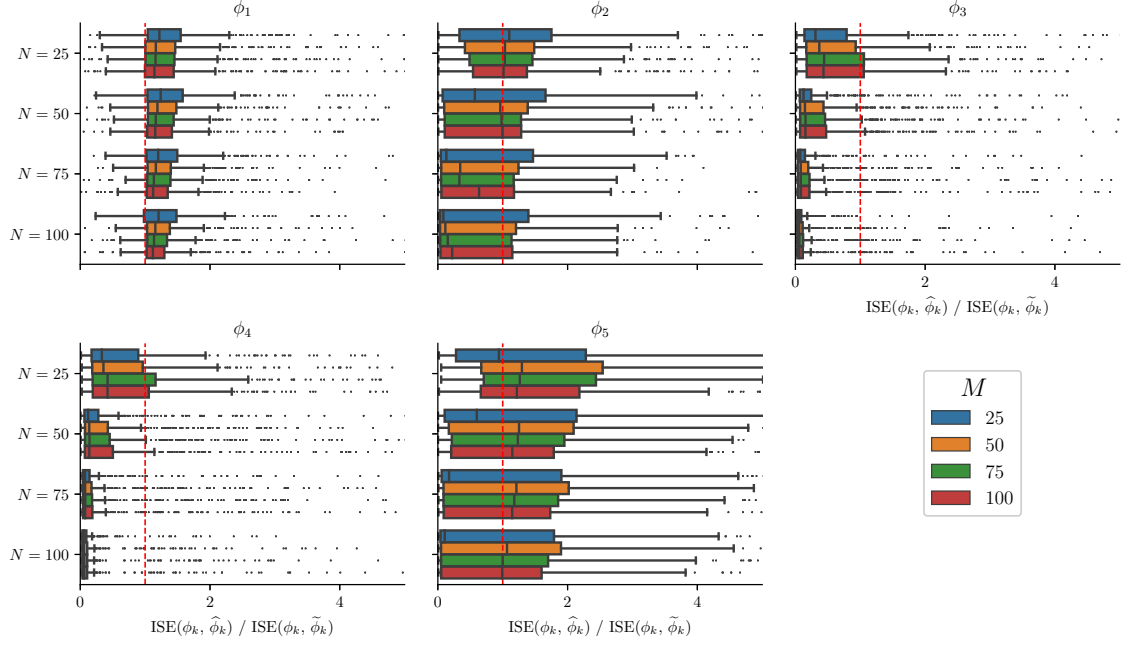 ϕ₁
ϕ₂
ϕ₃
N = 25
N = 50
N = 75
N = 100
0 2 4
ISE(ϕₖ, ϕ̂ₖ) / ISE(ϕₖ, ϕ̃ₖ)
ϕ₄
ϕ₅
N = 25
N = 50
N = 75
N = 100
0 2 4
0 2 4
ISE(ϕₖ, ϕ̂ₖ) / ISE(ϕₖ, ϕ̃ₖ)
ISE(ϕₖ, ϕ̂ₖ) / ISE(ϕₖ, ϕ̃ₖ)
M
25
50
75
100